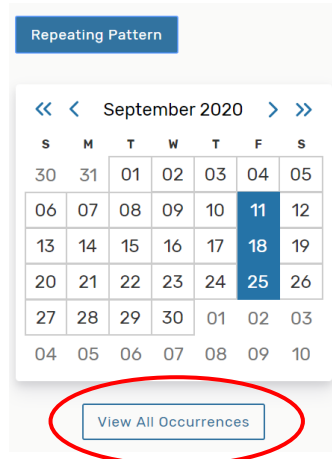 Repeating Pattern
« < September 2020 > »
S M T W T F S
30 31 01 02 03 04 05
06 07 08 09 10 11 12
13 14 15 16 17 18 19
20 21 22 23 24 25 26
27 28 29 30 01 02 03
04 05 06 07 08 09 10
View All Occurrences